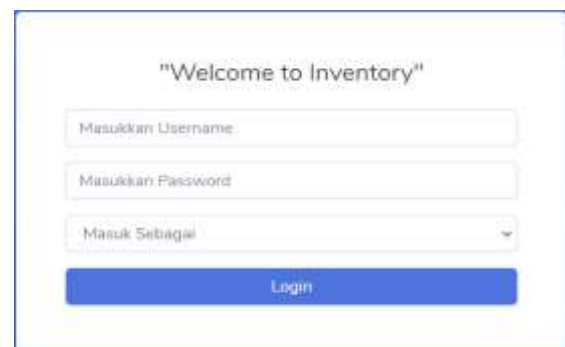 "Welcome to Inventory"
Masukkan Username
Masukkan Password
Masuk Sebagai
Login